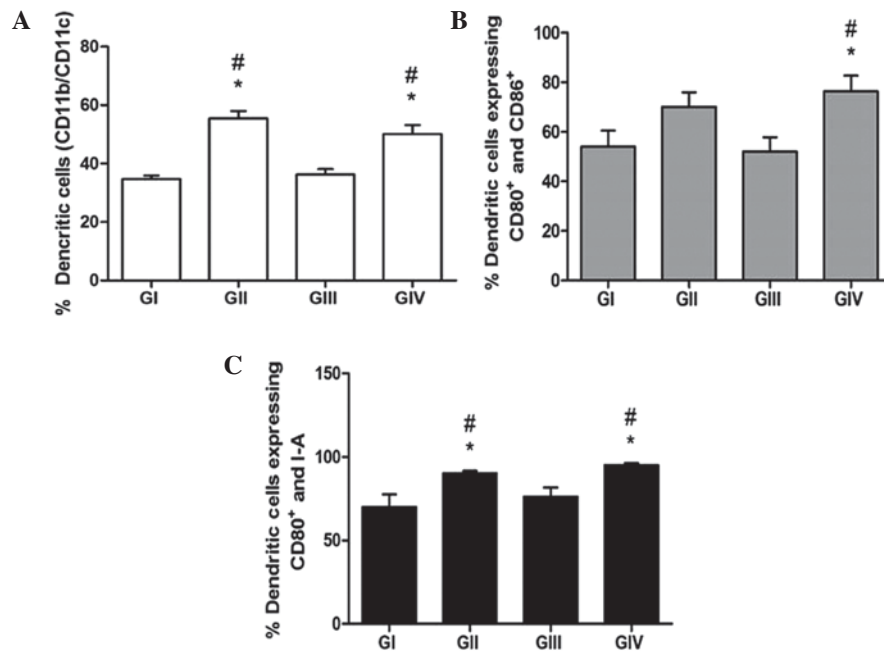 A
% Dencritic cells (CD11b/CD11c)
80
60
40
20
0
#
*
#
*
GI
GII
GIII
GIV
B
% Dendritic cells expressing
CD80+ and CD86+
100
80
60
40
20
0
#
*
GI
GII
GIII
GIV
C
% Dendritic cells expressing
CD80+ and I-A
150
100
50
0
#
*
#
*
GI
GII
GIII
GIV